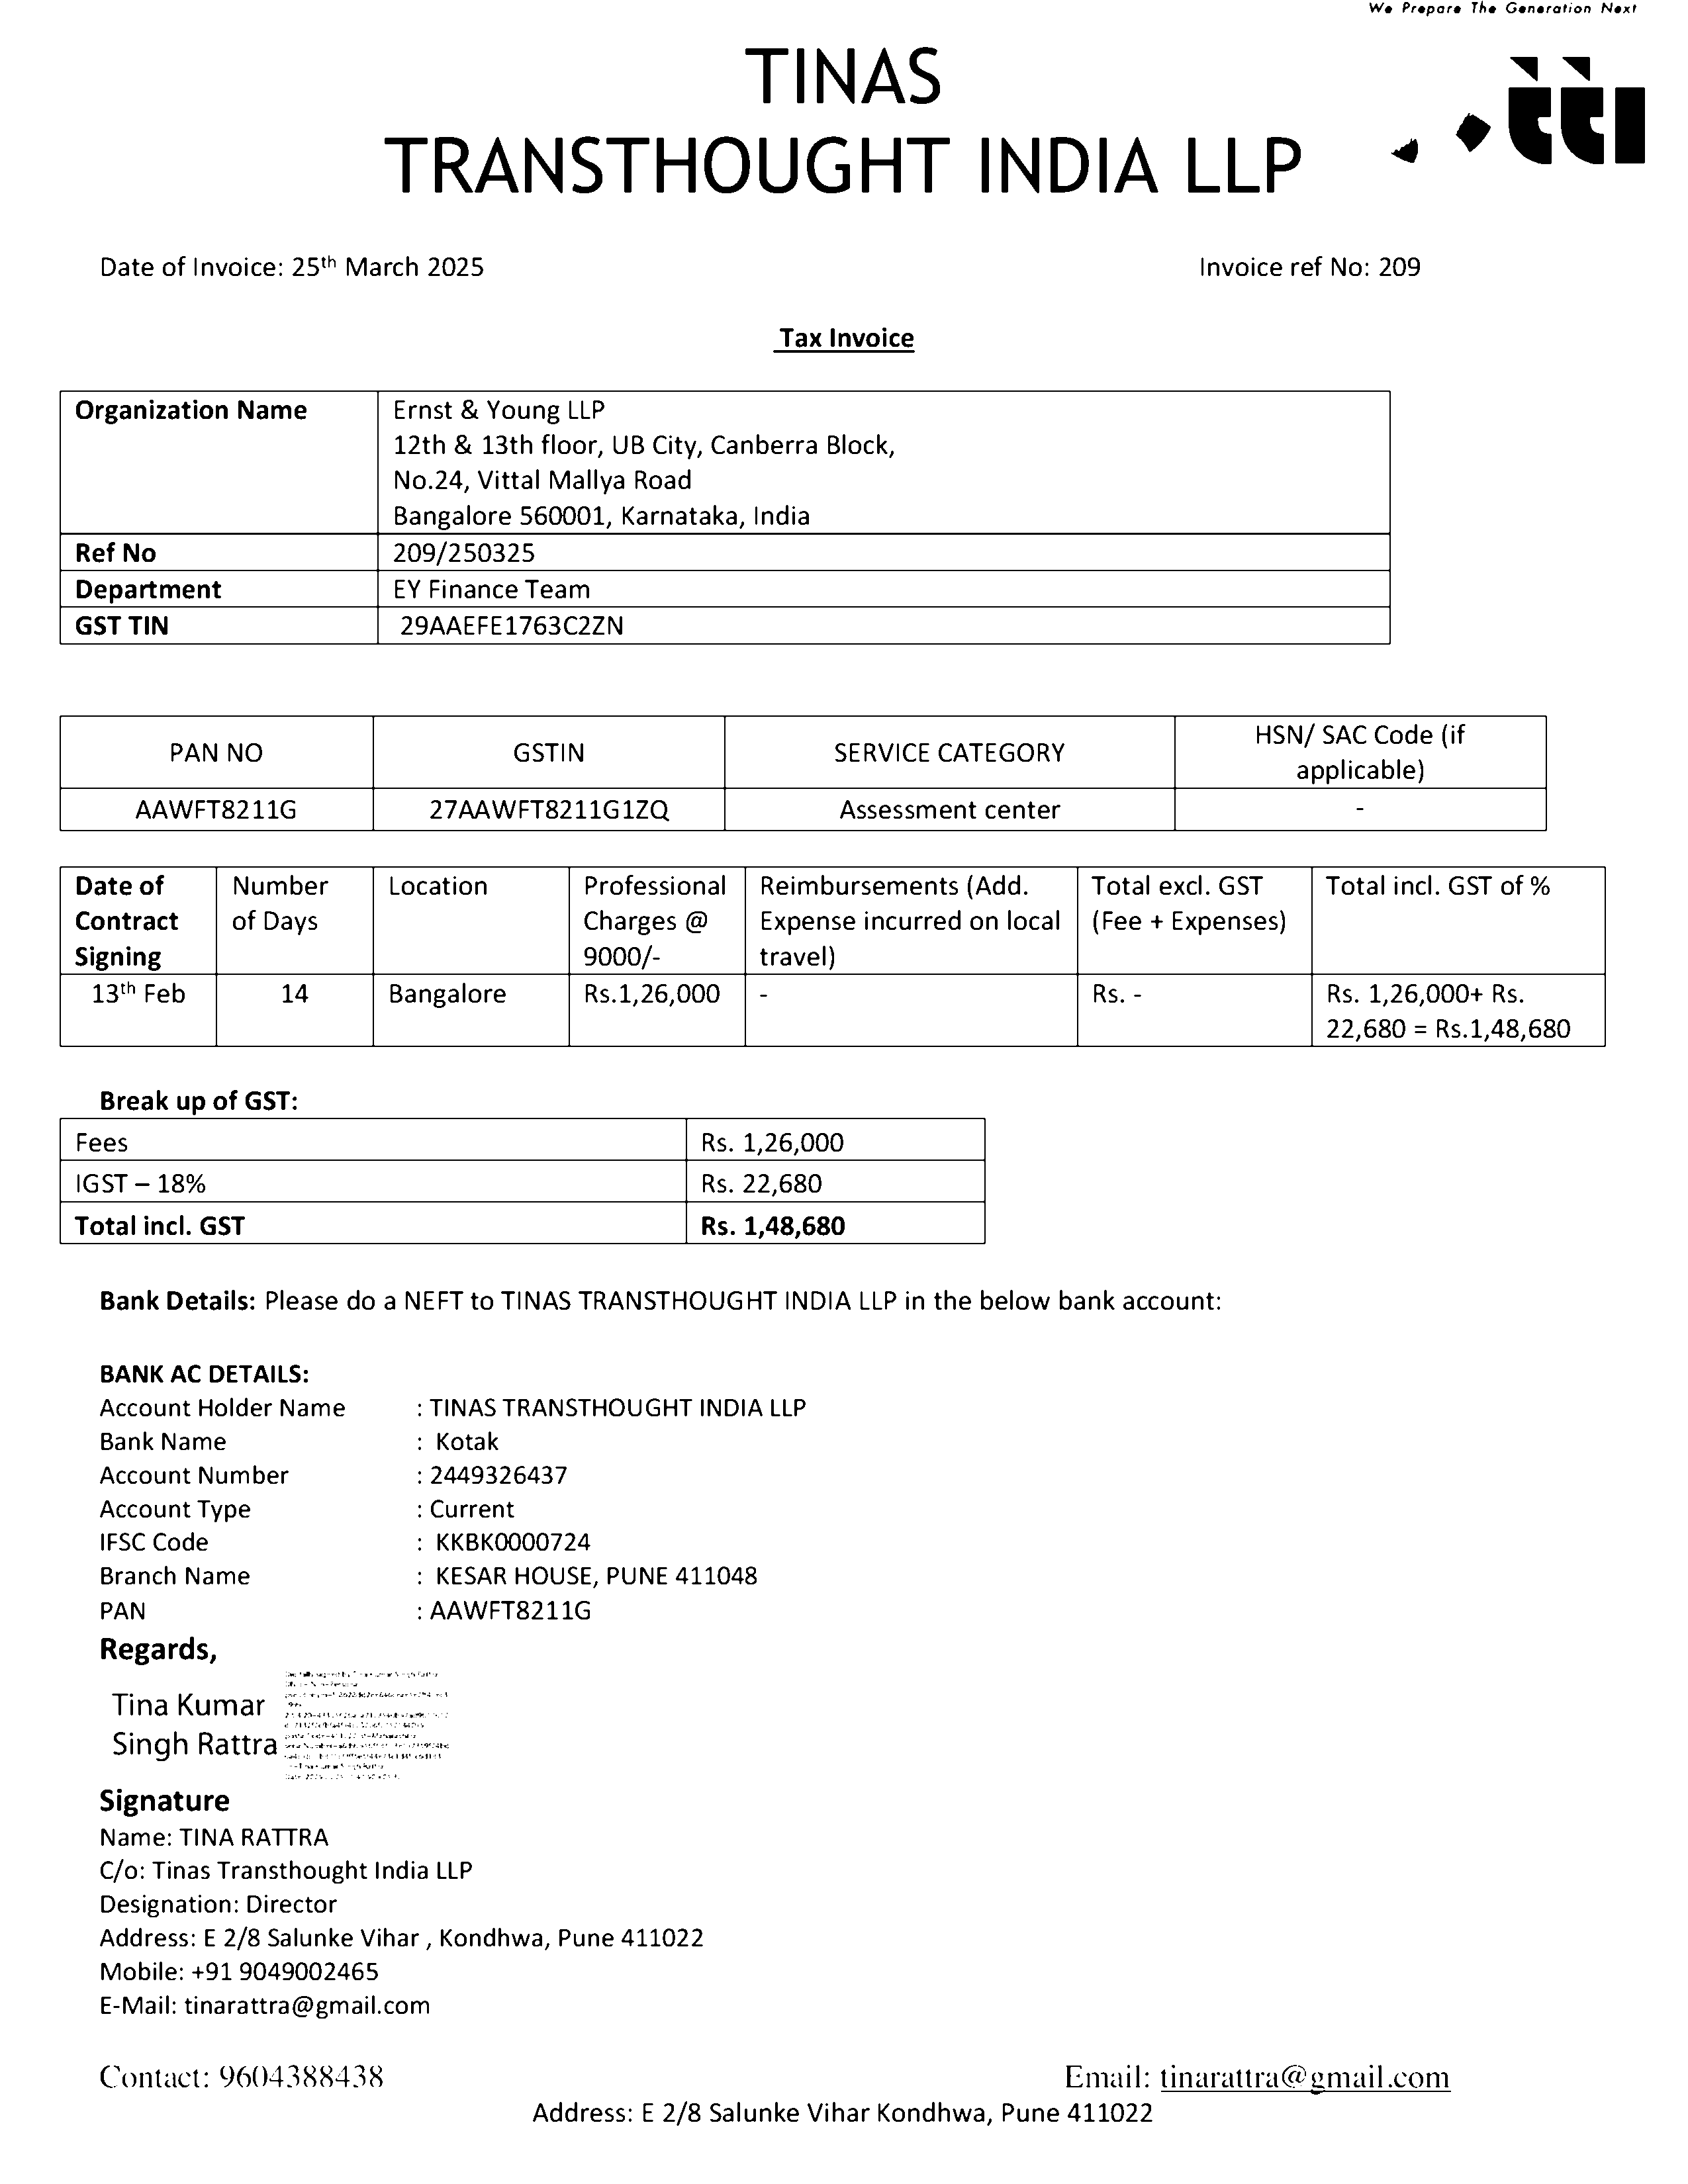 We Prepare The Generation Next
TINAS
TRANSTHOUGHT INDIA LLP
tti
Date of Invoice: 25th March 2025 Invoice ref No: 209
Tax Invoice
Organization Name Ernst & Young LLP
12th & 13th floor, UB City, Canberra Block,
No.24, Vittal Mallya Road
Bangalore 560001, Karnataka, India
Ref No 209/250325
Department EY Finance Team
GST TIN 29AAEFE1763C2ZN
PAN NO GSTIN SERVICE CATEGORY HSN/ SAC Code (if
applicable)
AAWFT8211G 27AAWFT8211G1ZQ Assessment center -
Date of Number Location Professional Reimbursements (Add. Total excl. GST Total incl. GST of %
Contract of Days Charges @ Expense incurred on local (Fee + Expenses)
Signing 9000/- travel)
13th Feb 14 Bangalore Rs.1,26,000 - Rs. - Rs. 1,26,000+ Rs.
22,680 = Rs.1,48,680
Break up of GST:
Fees Rs. 1,26,000
IGST – 18% Rs. 22,680
Total incl. GST Rs. 1,48,680
Bank Details: Please do a NEFT to TINAS TRANSTHOUGHT INDIA LLP in the below bank account:
BANK AC DETAILS:
Account Holder Name : TINAS TRANSTHOUGHT INDIA LLP
Bank Name : Kotak
Account Number : 2449326437
Account Type : Current
IFSC Code : KKBK0000724
Branch Name : KESAR HOUSE, PUNE 411048
PAN : AAWFT8211G
Regards,
Tina Kumar
Singh Rattra
Signature
Name: TINA RATTRA
C/o: Tinas Transthought India LLP
Designation: Director
Address: E 2/8 Salunke Vihar , Kondhwa, Pune 411022
Mobile: +91 9049002465
E-Mail: tinarattra@gmail.com
Contact: 9604388438 Email: tinarattra@gmail.com
Address: E 2/8 Salunke Vihar Kondhwa, Pune 411022